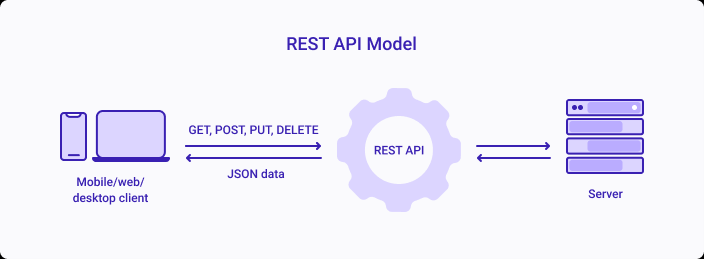 REST API Model
GET, POST, PUT, DELETE
REST API
JSON data
Mobile/web/
desktop client
Server